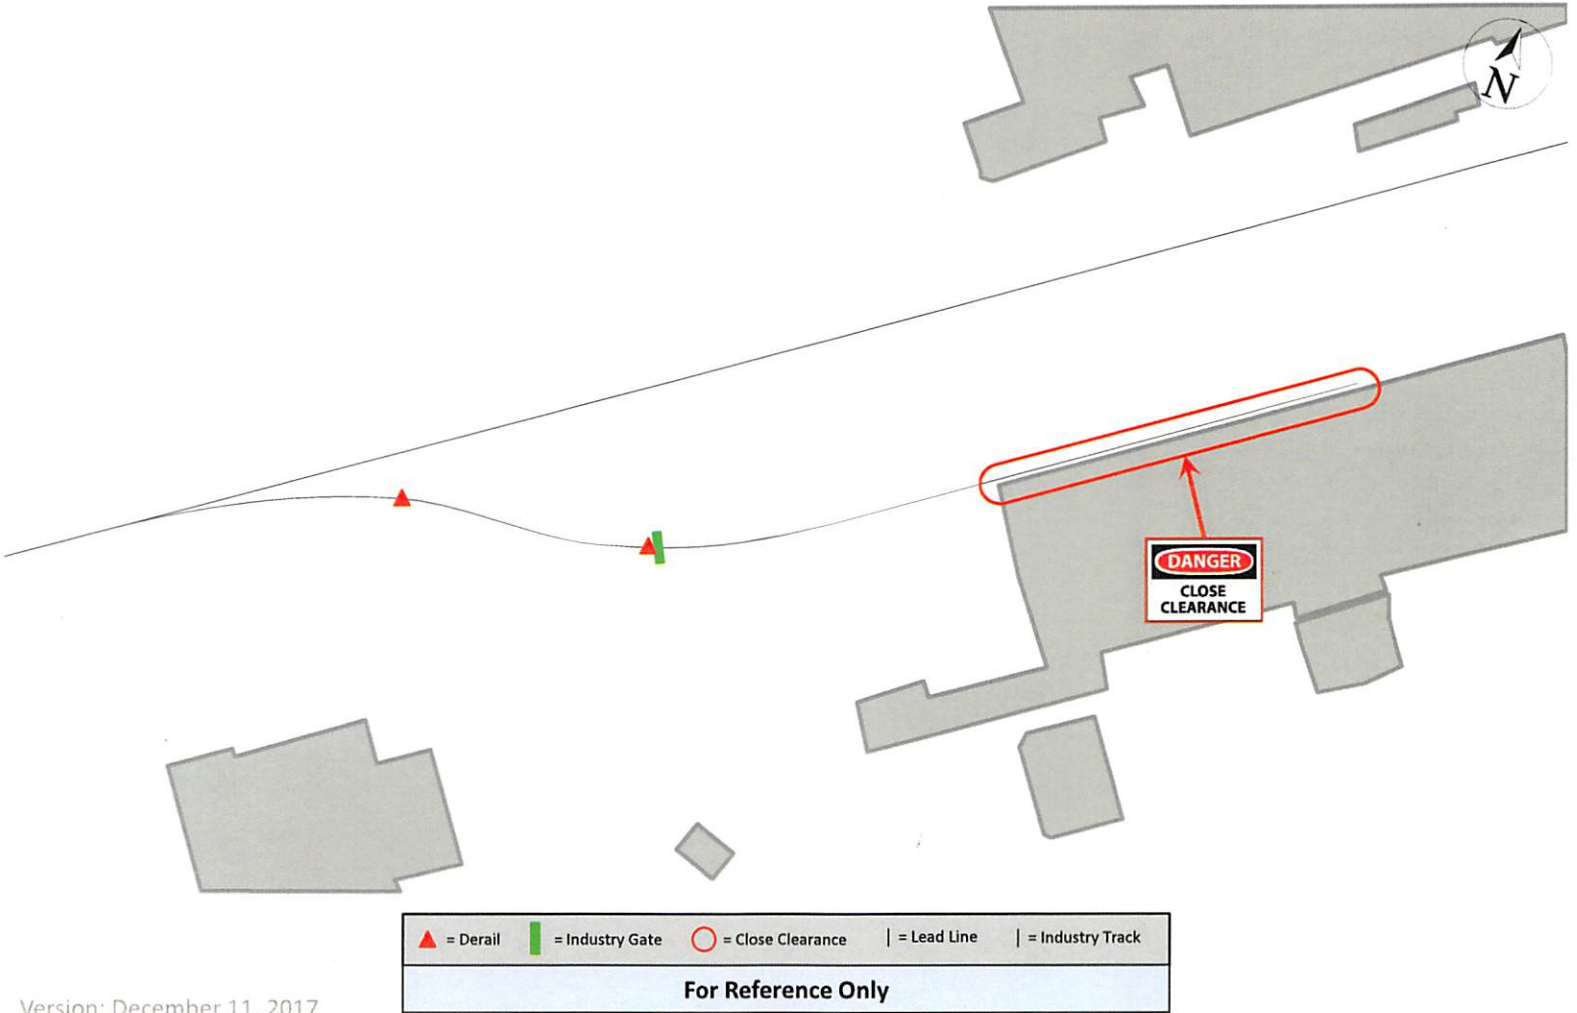 N
DANGER
CLOSE
CLEARANCE
= Derail = Industry Gate = Close Clearance | = Lead Line | = Industry Track
For Reference Only
Version: December 11, 2017